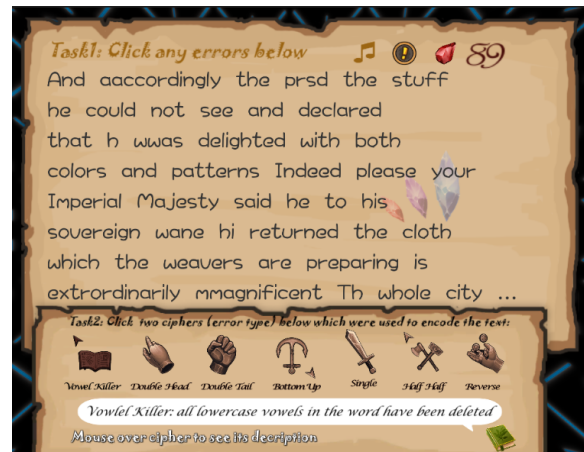 Task1: Click any errors below
89
And aaccordingly the prsd the stuff
he could not see and declared
that h wwas delighted with both
colors and patterns Indeed please your
Imperial Majesty said he to his
sovereign wane hi returned the cloth
which the weavers are preparing is
extrordinarily mmagnificent Th whole city ...
Task2: Click two ciphers (error type) below which were used to encode the text:
Vowel Killer Double Head Double Tail Bottom Up Single Half Half Reverse
Vowlel Killer: all lowercase vowels in the word have been deleted
Mouse over cipher to see its decription